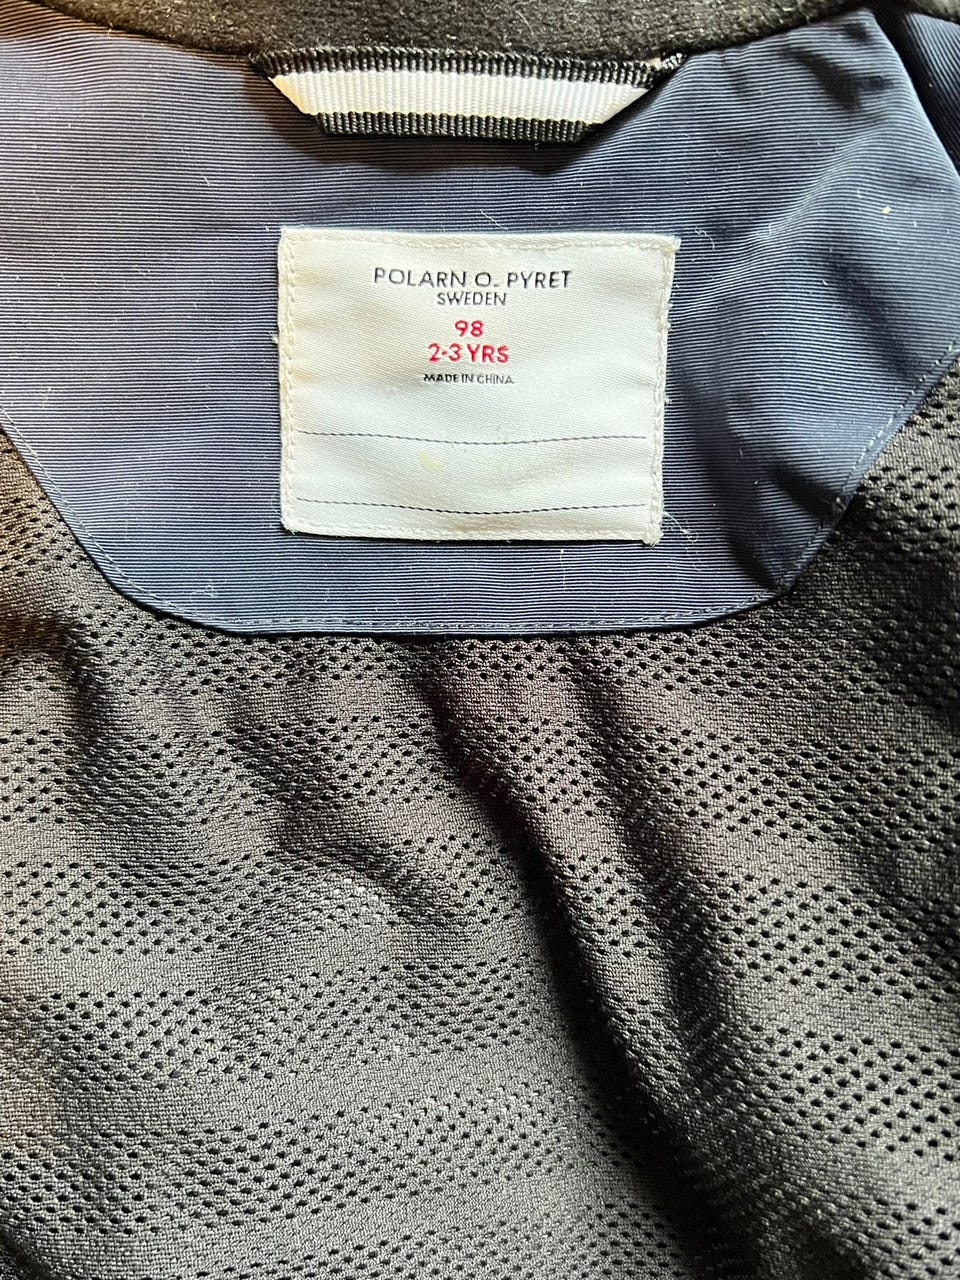 POLARN O. PYRET
SWEDEN
98
2-3 YRS
MADE IN CHINA